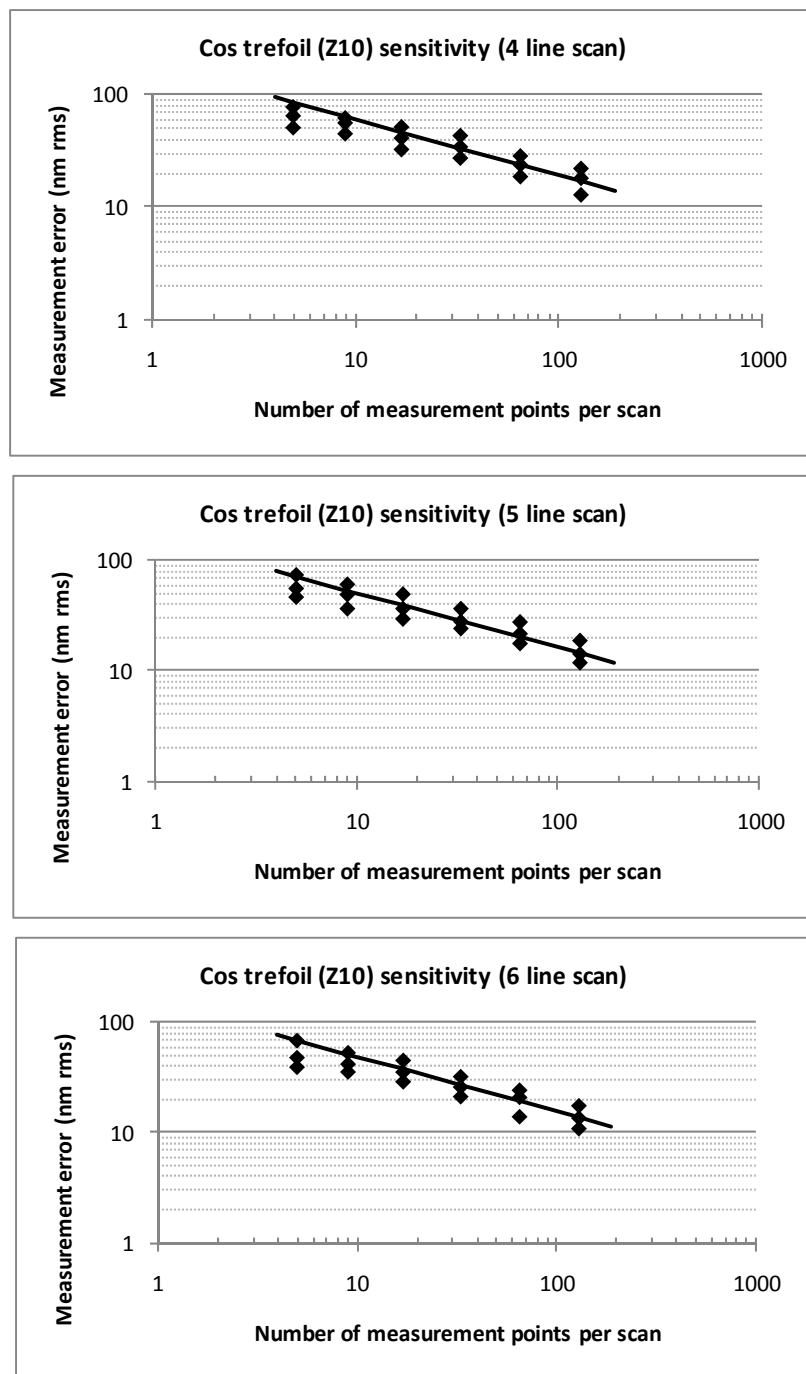 Cos trefoil (Z10) sensitivity (4 line scan)
Measurement error (nm rms)
100
10
1
1 10 100 1000
Number of measurement points per scan
Cos trefoil (Z10) sensitivity (5 line scan)
Measurement error (nm rms)
100
10
1
1 10 100 1000
Number of measurement points per scan
Cos trefoil (Z10) sensitivity (6 line scan)
Measurement error (nm rms)
100
10
1
1 10 100 1000
Number of measurement points per scan